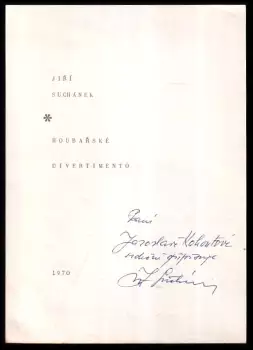 JIŘÍ
SUCHÁNEK
*
HOUBAŘSKÉ
DIVERTIMENTO
Paní
Jaroslavě Kohoutové
srdečně připisuje
1970